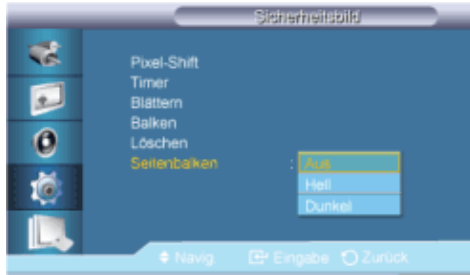 Sicherheitsbild
Pixel-Shift
Timer
Blättern
Balken
Löschen
Seitenbalken : Aus
Hell
Dunkel
Navig. Eingabe Zurück